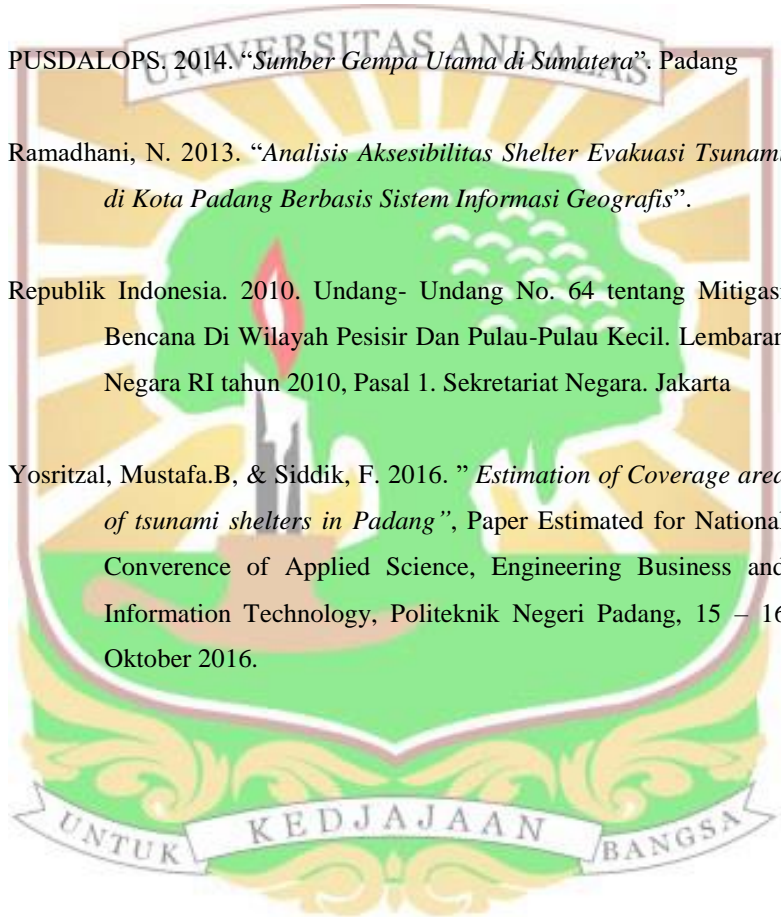 UNIVERSITAS ANDALAS
PUSDALOPS. 2014. “Sumber Gempa Utama di Sumatera”. Padang
Ramadhani, N. 2013. “Analisis Aksesibilitas Shelter Evakuasi Tsunami
di Kota Padang Berbasis Sistem Informasi Geografis”.
Republik Indonesia. 2010. Undang- Undang No. 64 tentang Mitigasi
Bencana Di Wilayah Pesisir Dan Pulau-Pulau Kecil. Lembaran
Negara RI tahun 2010, Pasal 1. Sekretariat Negara. Jakarta
Yosritzal, Mustafa.B, & Siddik, F. 2016. ” Estimation of Coverage area
of tsunami shelters in Padang”, Paper Estimated for National
Converence of Applied Science, Engineering Business and
Information Technology, Politeknik Negeri Padang, 15 – 16
Oktober 2016.
UNTUK KEDJAJAAN BANGSA